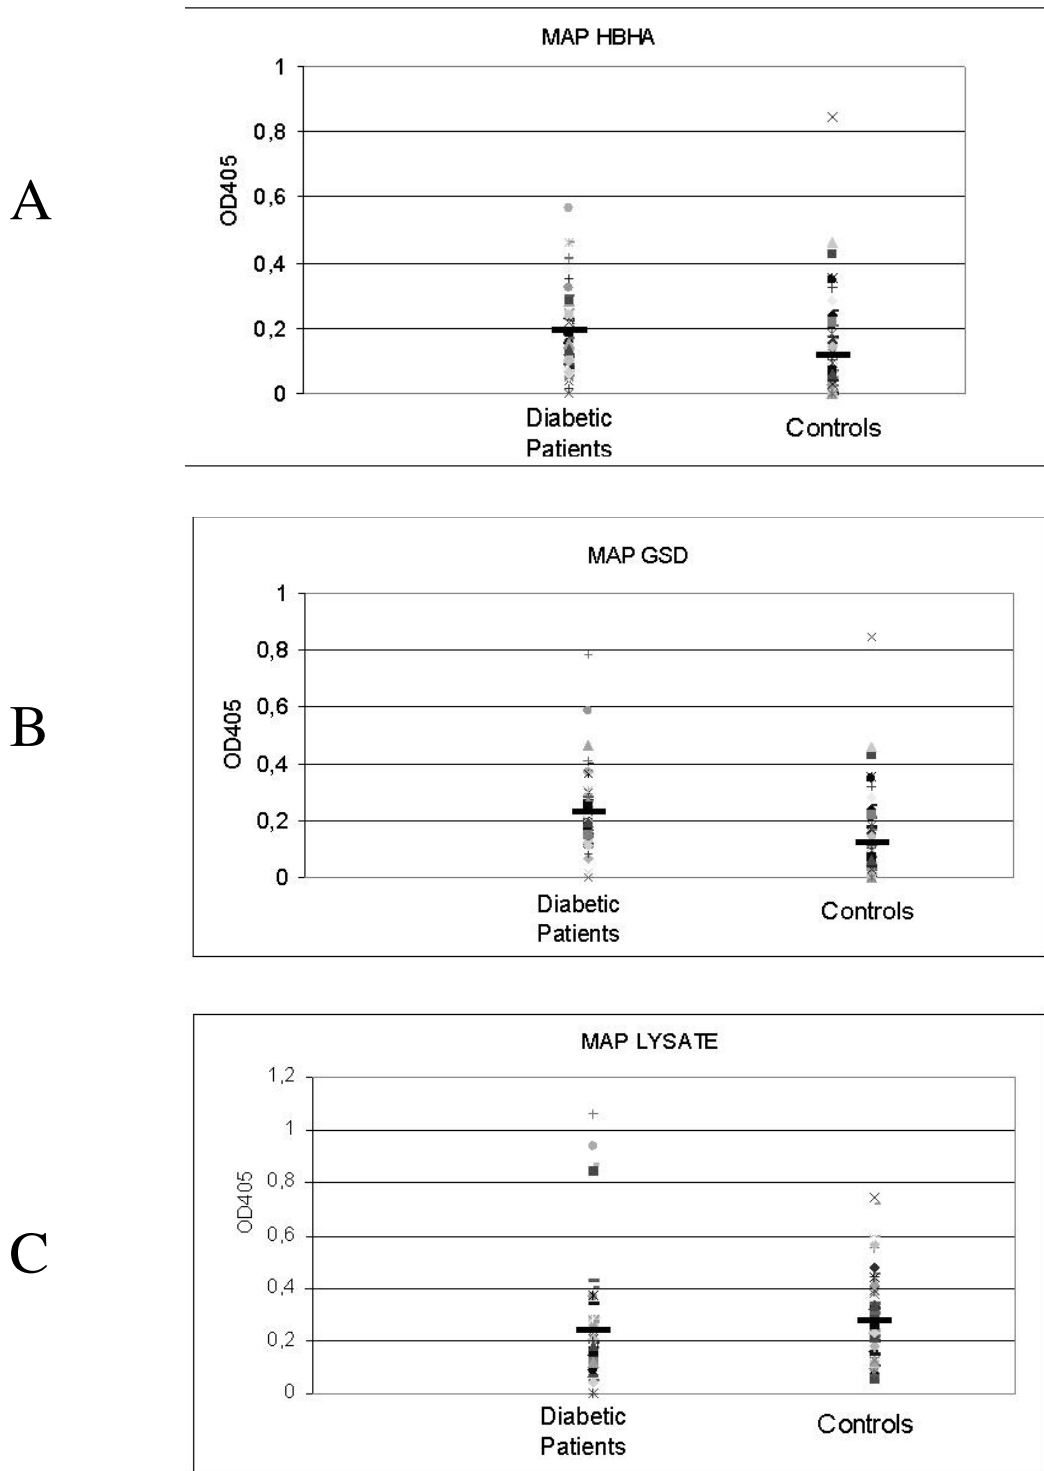 A
MAP HBHA
OD405
1
0,8
0,6
0,4
0,2
0
Diabetic
Patients
Controls
B
MAP GSD
OD405
1
0,8
0,6
0,4
0,2
0
Diabetic
Patients
Controls
C
MAP LYSATE
OD405
1,2
1
0,8
0,6
0,4
0,2
0
Diabetic
Patients
Controls